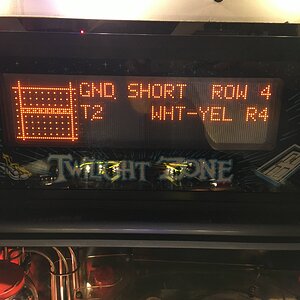 GND SHORT ROW 4
T2 WHT-YEL R4
TWILIGHT ZONE